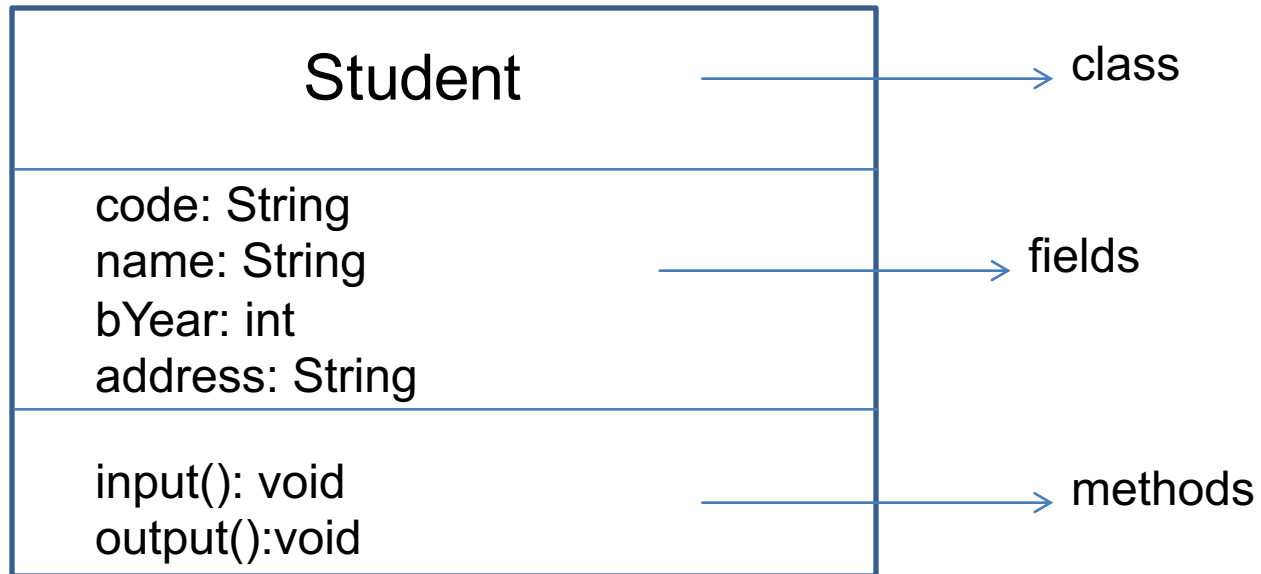 Student
class
code: String
name: String
bYear: int
address: String
fields
input(): void
output():void
methods